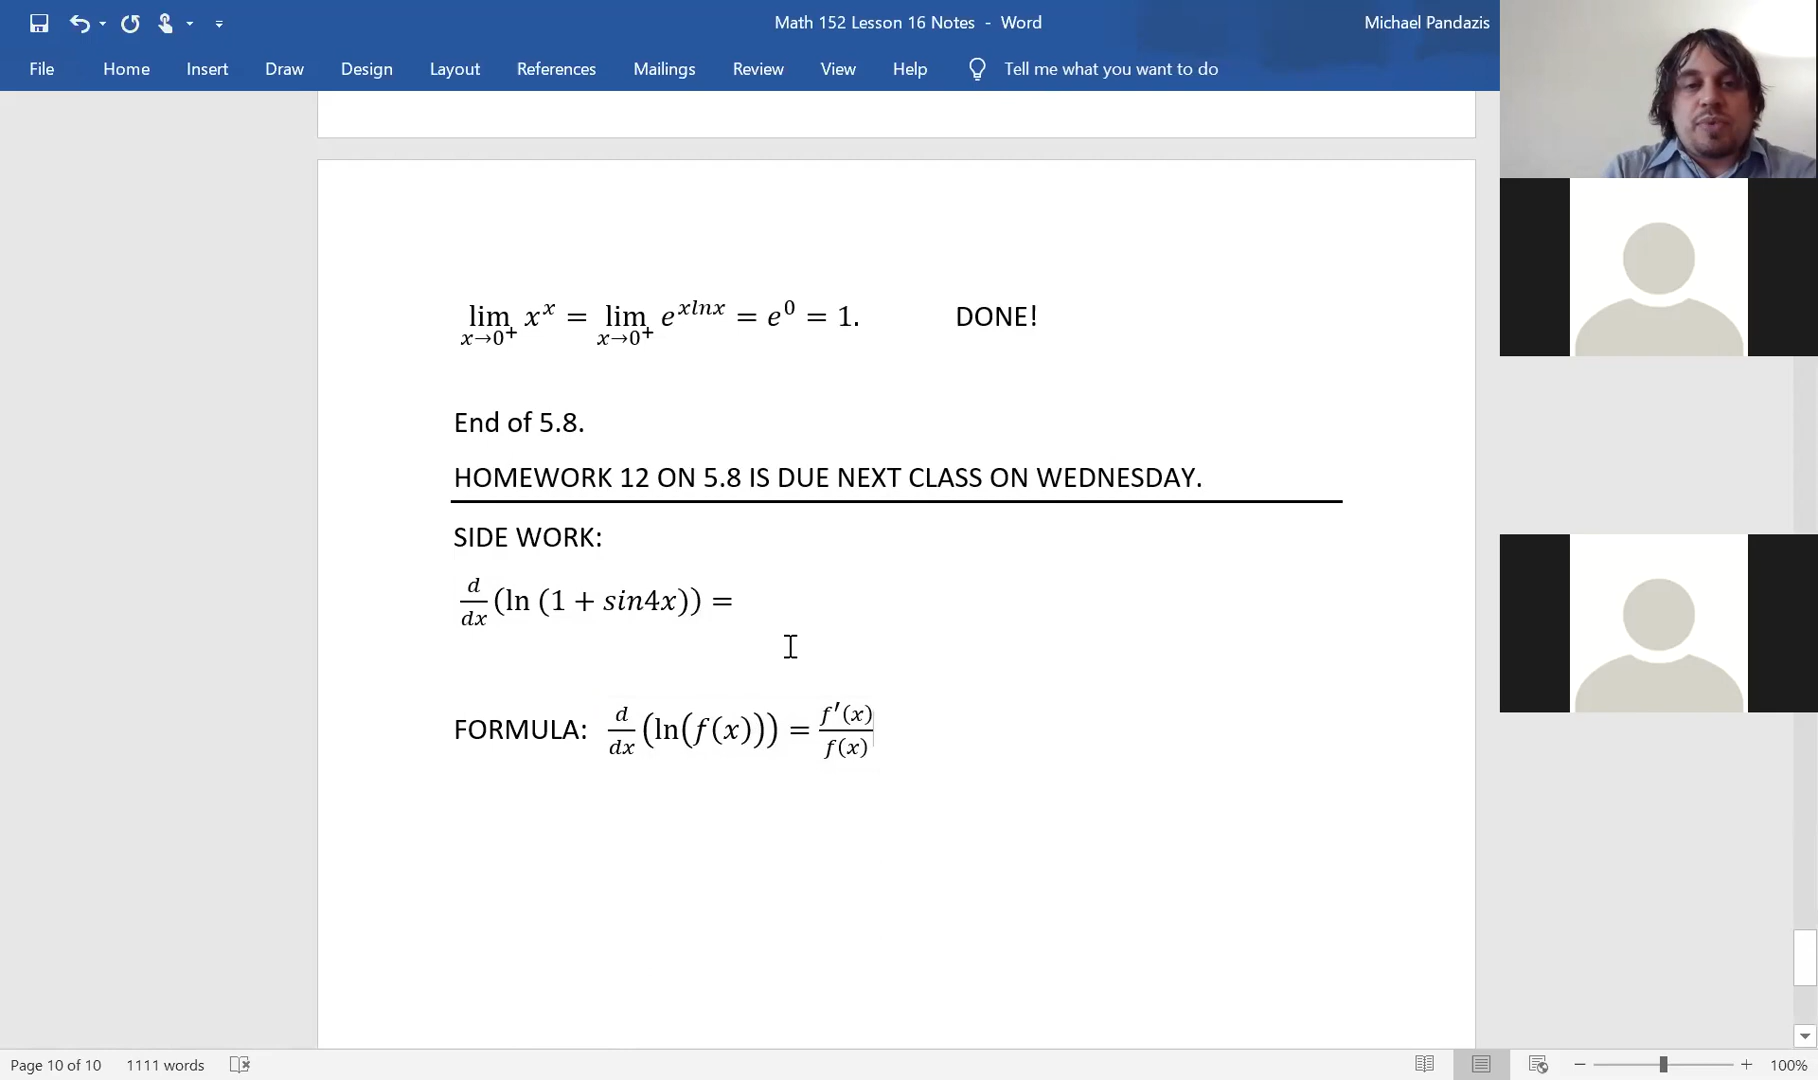 Math 152 Lesson 16 Notes - Word
Michael Pandazis
File Home Insert Draw Design Layout References Mailings Review View Help Tell me what you want to do
lim x→0⁺ xˣ = lim x→0⁺ e^(xlnx) = e⁰ = 1. DONE!
End of 5.8.
HOMEWORK 12 ON 5.8 IS DUE NEXT CLASS ON WEDNESDAY.
SIDE WORK:
d/dx (ln (1 + sin4x)) =
FORMULA: d/dx (ln(f(x))) = f′(x)/f(x)
Page 10 of 10 1111 words 100%